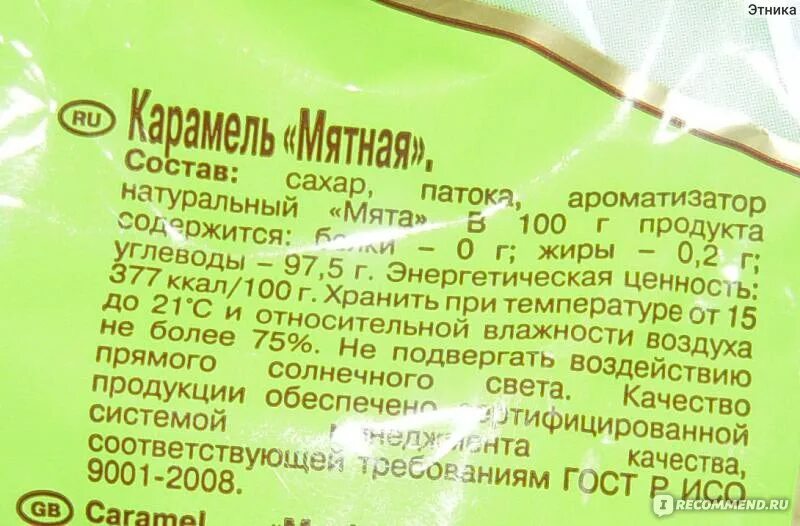 Этника
RU Карамель «Мятная».
Состав: сахар, патока, ароматизатор
натуральный «Мята» В 100 г продукта
содержится: белки – 0 г; жиры – 0,2 г;
углеводы – 97,5 г. Энергетическая ценность:
377 ккал/100 г. Хранить при температуре от 15
до 21°С и относительной влажности воздуха
не более 75%. Не подвергать воздействию
прямого солнечного света. Качество
продукции обеспечено сертифицированной
системой менеджмента качества,
соответствующей требованиям ГОСТ Р ИСО
9001-2008.
GB Caramel
IRECOMMEND.RU